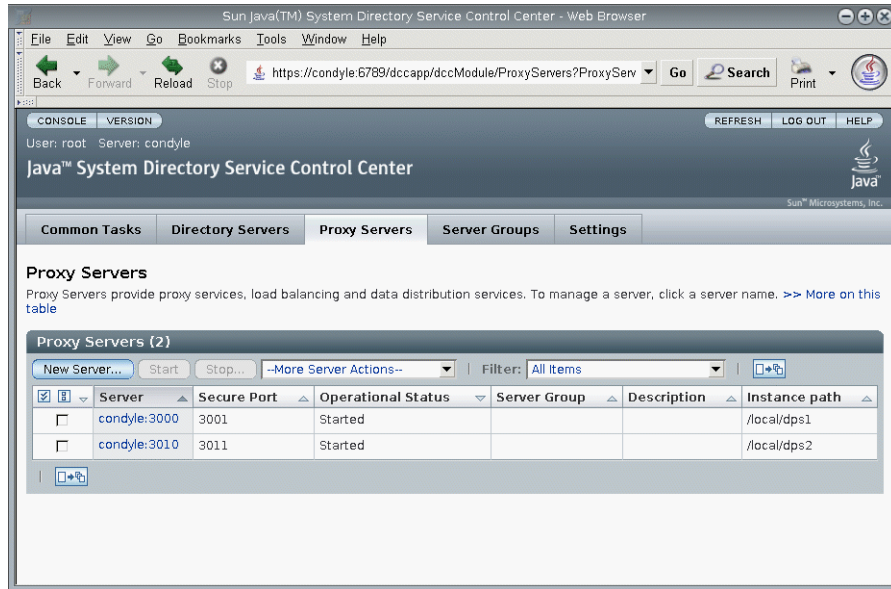 Sun Java(TM) System Directory Service Control Center - Web Browser
File Edit View Go Bookmarks Tools Window Help
Back Forward Reload Stop https://condyle:6789/dccapp/dccModule/ProxyServers?ProxyServ Go Search Print
CONSOLE VERSION REFRESH LOG OUT HELP
User: root Server: condyle
Java™ System Directory Service Control Center
Java™
Sun™ Microsystems, Inc.
Common Tasks Directory Servers Proxy Servers Server Groups Settings
Proxy Servers
Proxy Servers provide proxy services, load balancing and data distribution services. To manage a server, click a server name. >> More on this
table
Proxy Servers (2)
New Server... Start Stop... --More Server Actions-- Filter: All Items
Server Secure Port Operational Status Server Group Description Instance path
condyle:3000 3001 Started /local/dps1
condyle:3010 3011 Started /local/dps2